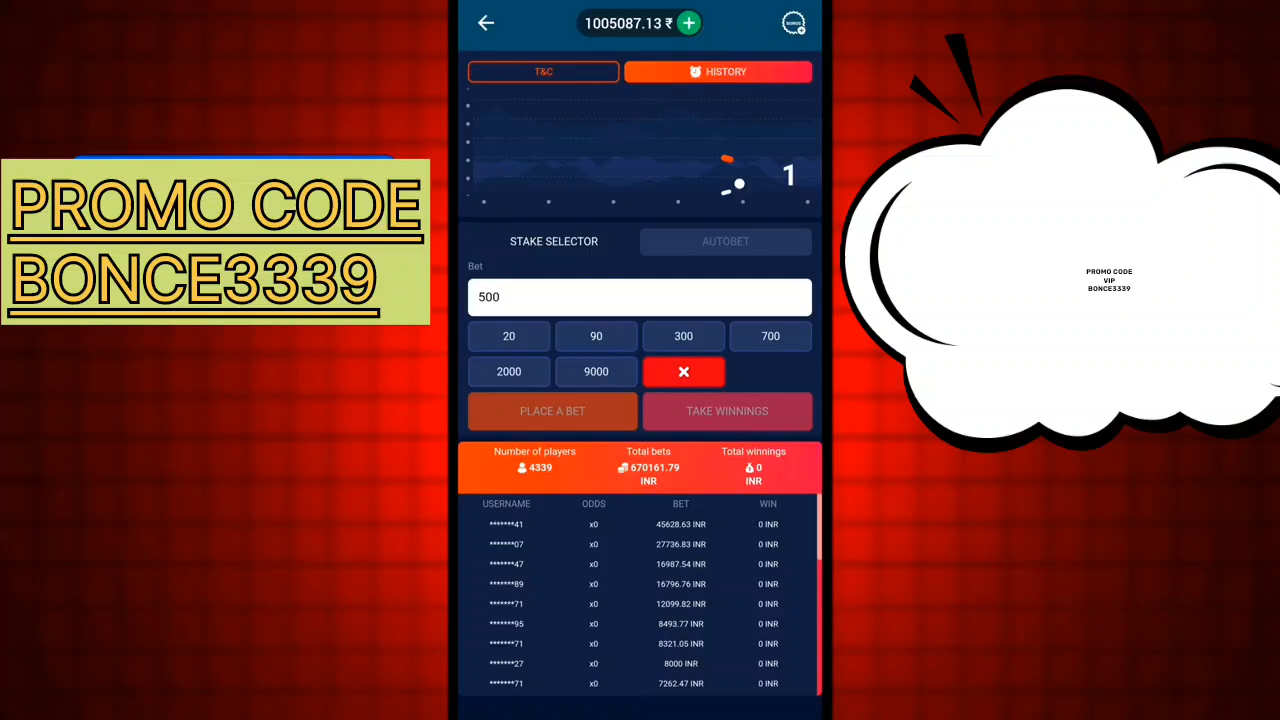 1005087.13 ₹
BONUS
T&C
HISTORY
1
PROMO CODE
BONCE3339
STAKE SELECTOR
AUTOBET
Bet
500
20 90 300 700
2000 9000
PLACE A BET
TAKE WINNINGS
Number of players Total bets Total winnings
4339 670161.79 0
INR INR
USERNAME ODDS BET WIN
*******41 x0 45628.63 INR 0 INR
*******07 x0 27736.83 INR 0 INR
*******47 x0 16987.54 INR 0 INR
*******89 x0 16796.76 INR 0 INR
*******71 x0 12099.82 INR 0 INR
*******95 x0 8493.77 INR 0 INR
*******71 x0 8321.05 INR 0 INR
*******27 x0 8000 INR 0 INR
*******71 x0 7262.47 INR 0 INR
PROMO CODE
VIP
BONCE3339